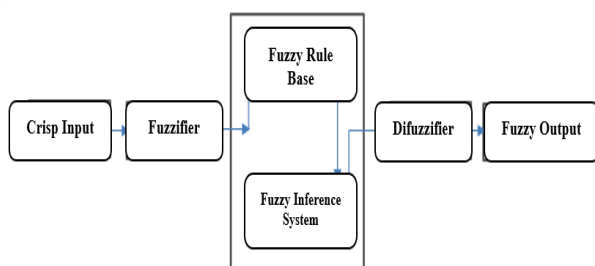 Crisp Input
Fuzzifier
Fuzzy Rule
Base
Fuzzy Inference
System
Difuzzifier
Fuzzy Output